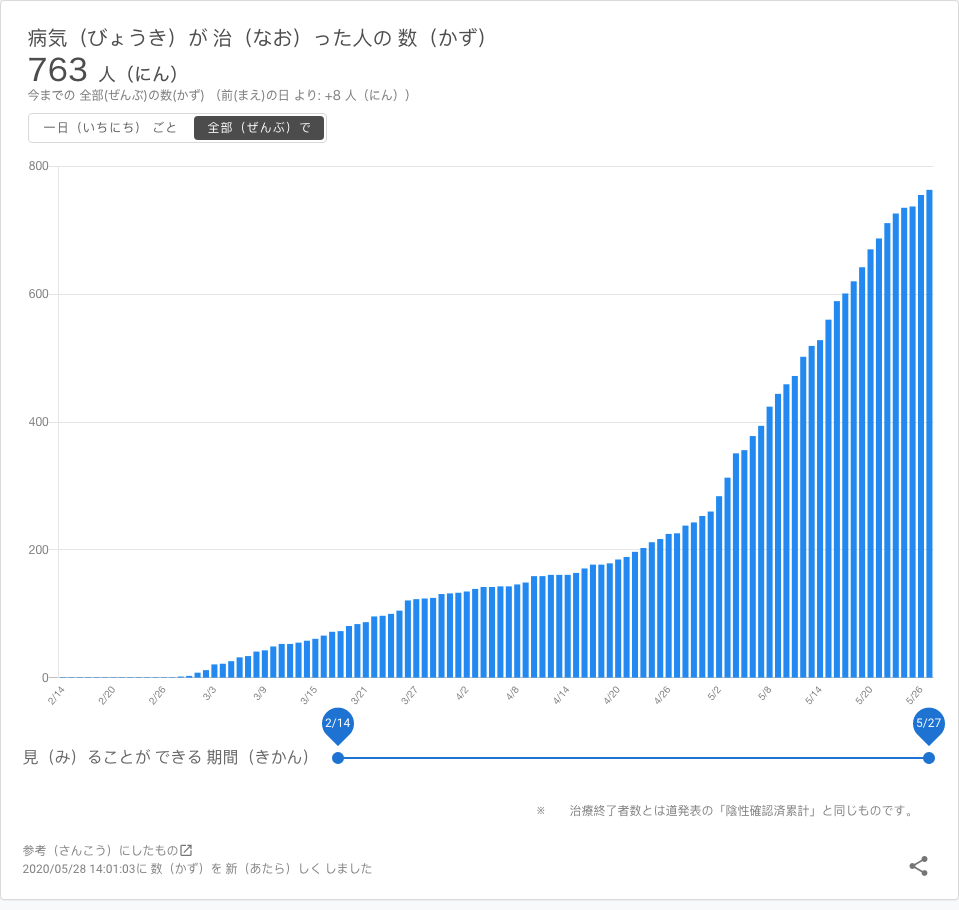 病気（びょうき）が 治（なお）った人の 数（かず）
763 人（にん）
今までの 全部(ぜんぶ)の数(かず) （前(まえ)の日 より: +8 人（にん））
一日（いちにち） ごと 全部（ぜんぶ）で
800
600
400
200
0
2/14 2/20 2/26 3/3 3/9 3/15 3/21 3/27 4/2 4/8 4/14 4/20 4/26 5/2 5/8 5/14 5/20 5/26
2/14 5/27
見（み）ることが できる 期間（きかん）
※ 治療終了者数とは道発表の「陰性確認済累計」と同じものです。
参考（さんこう）にしたもの
2020/05/28 14:01:03に 数（かず）を 新（あたら）しく しました